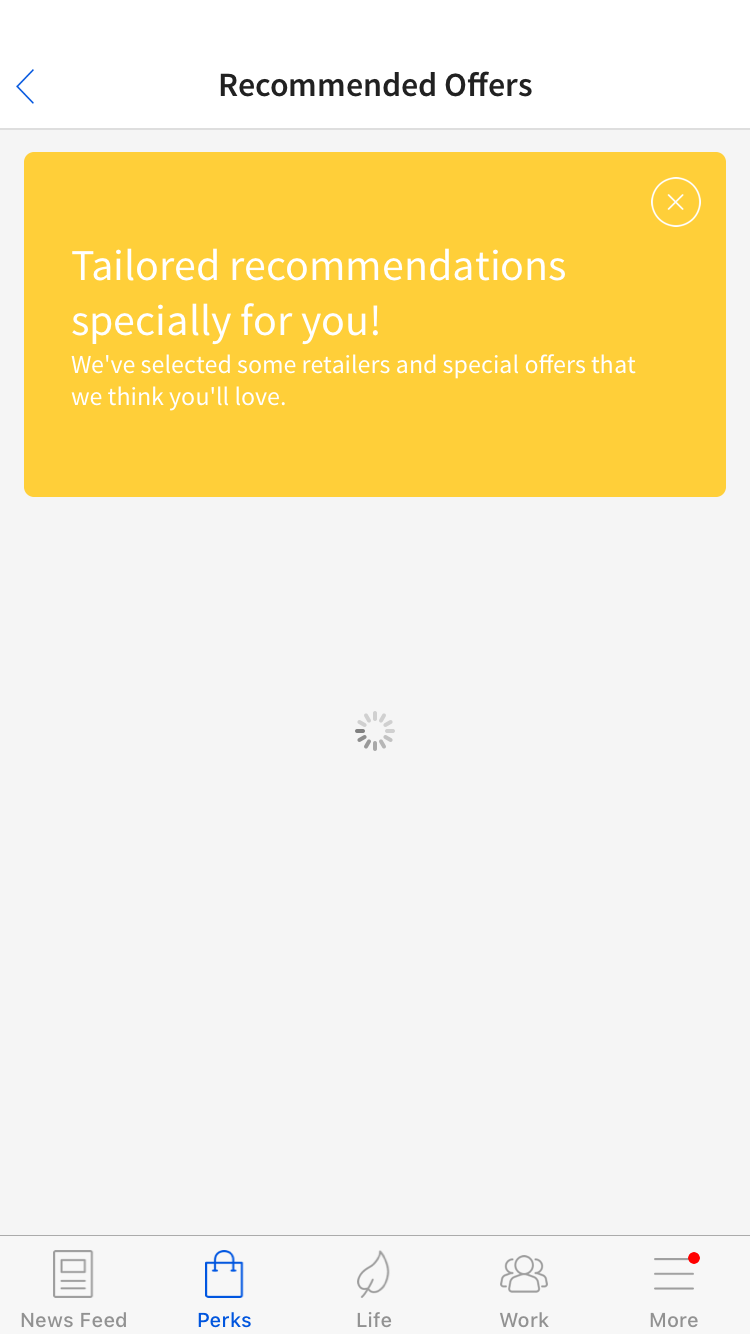 Recommended Offers
Tailored recommendations
specially for you!
We've selected some retailers and special offers that
we think you'll love.
News Feed
Perks
Life
Work
More